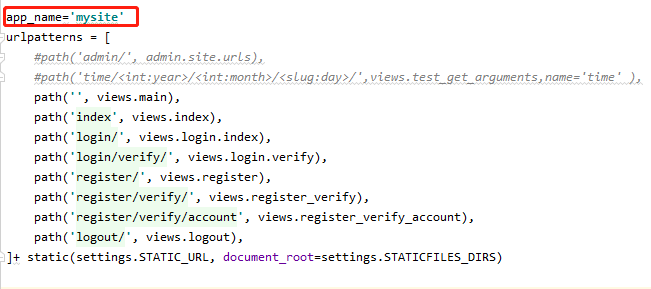 app_name='mysite'
urlpatterns = [
#path('admin/', admin.site.urls),
#path('time/<int:year>/<int:month>/<slug:day>/',views.test_get_arguments,name='time' ),
path('', views.main),
path('index', views.index),
path('login/', views.login.index),
path('login/verify/', views.login.verify),
path('register/', views.register),
path('register/verify/', views.register_verify),
path('register/verify/account', views.register_verify_account),
path('logout/', views.logout),
]+ static(settings.STATIC_URL, document_root=settings.STATICFILES_DIRS)